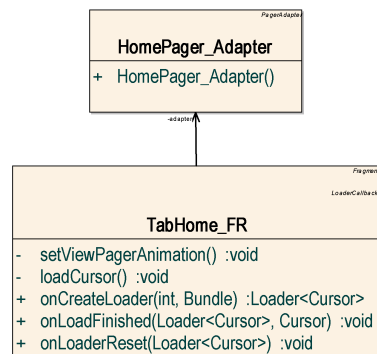 PagerAdapter
HomePager_Adapter
+ HomePager_Adapter()
-adapter
Fragment
LoaderCallback
TabHome_FR
- setViewPagerAnimation() :void
- loadCursor() :void
+ onCreateLoader(int, Bundle) :Loader<Cursor>
+ onLoadFinished(Loader<Cursor>, Cursor) :void
+ onLoaderReset(Loader<Cursor>) :void